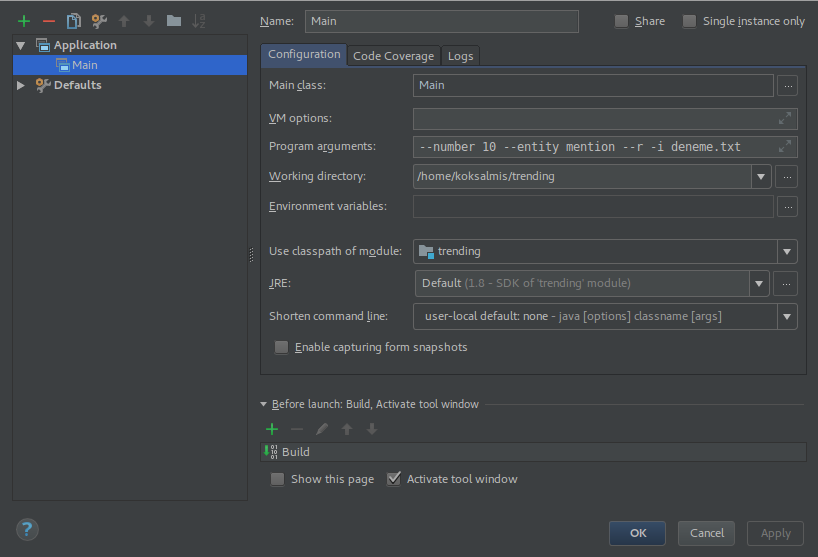 Name: Main Share Single instance only
Application
Main
Defaults
Configuration Code Coverage Logs
Main class: Main ...
VM options:
Program arguments: --number 10 --entity mention --r -i deneme.txt
Working directory: /home/koksalmis/trending ...
Environment variables: ...
Use classpath of module: trending
JRE: Default (1.8 - SDK of 'trending' module) ...
Shorten command line: user-local default: none - java [options] classname [args]
Enable capturing form snapshots
Before launch: Build, Activate tool window
Build
Show this page Activate tool window
? OK Cancel Apply